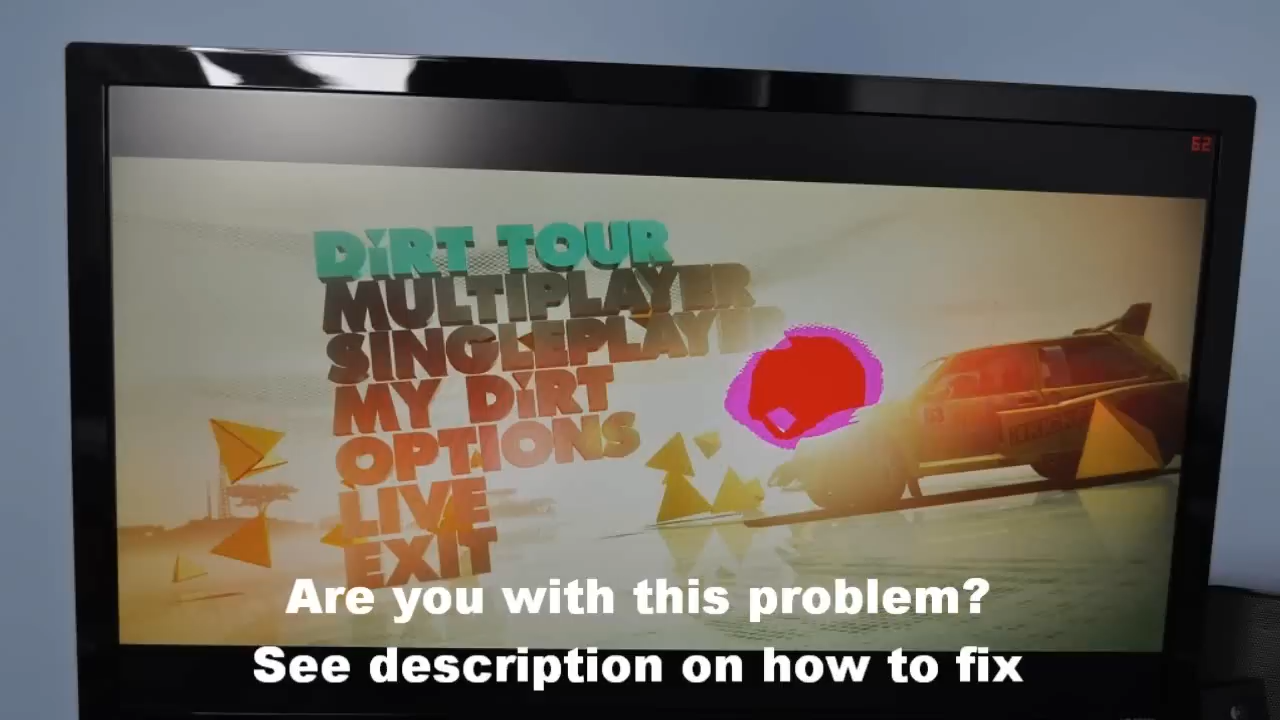 62
DiRT TOUR
MULTIPLAYER
SINGLEPLAYER
MY DiRT
OPTIONS
LIVE
EXIT
Are you with this problem?
See description on how to fix